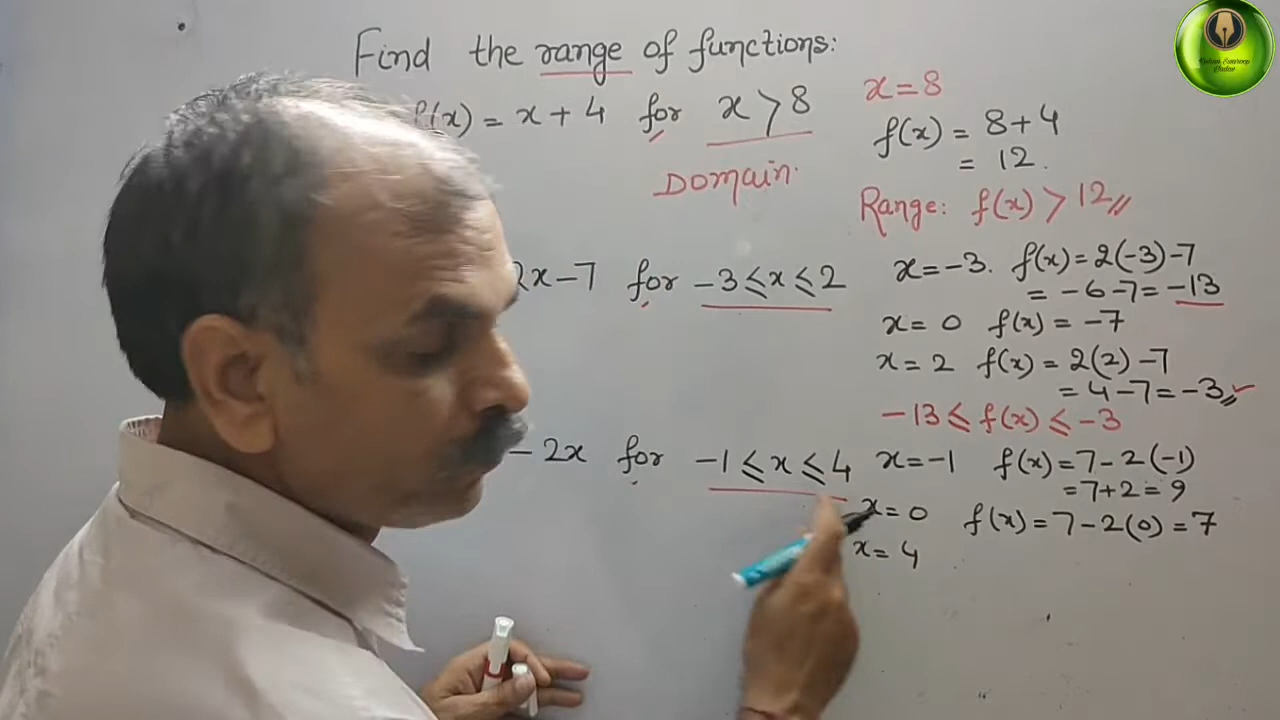 Find the range of functions:
f(x) = x + 4 for x > 8
Domain.
2x - 7 for -3 ⩽ x ⩽ 2
- 2x for -1 ⩽ x ⩽ 4
x = 8
f(x) = 8 + 4
= 12.
Range: f(x) > 12
x = -3. f(x) = 2(-3) - 7
= -6 - 7 = -13
x = 0 f(x) = -7
x = 2 f(x) = 2(2) - 7
= 4 - 7 = -3
-13 ⩽ f(x) ⩽ -3
x = -1 f(x) = 7 - 2(-1)
= 7 + 2 = 9
x = 0 f(x) = 7 - 2(0) = 7
x = 4